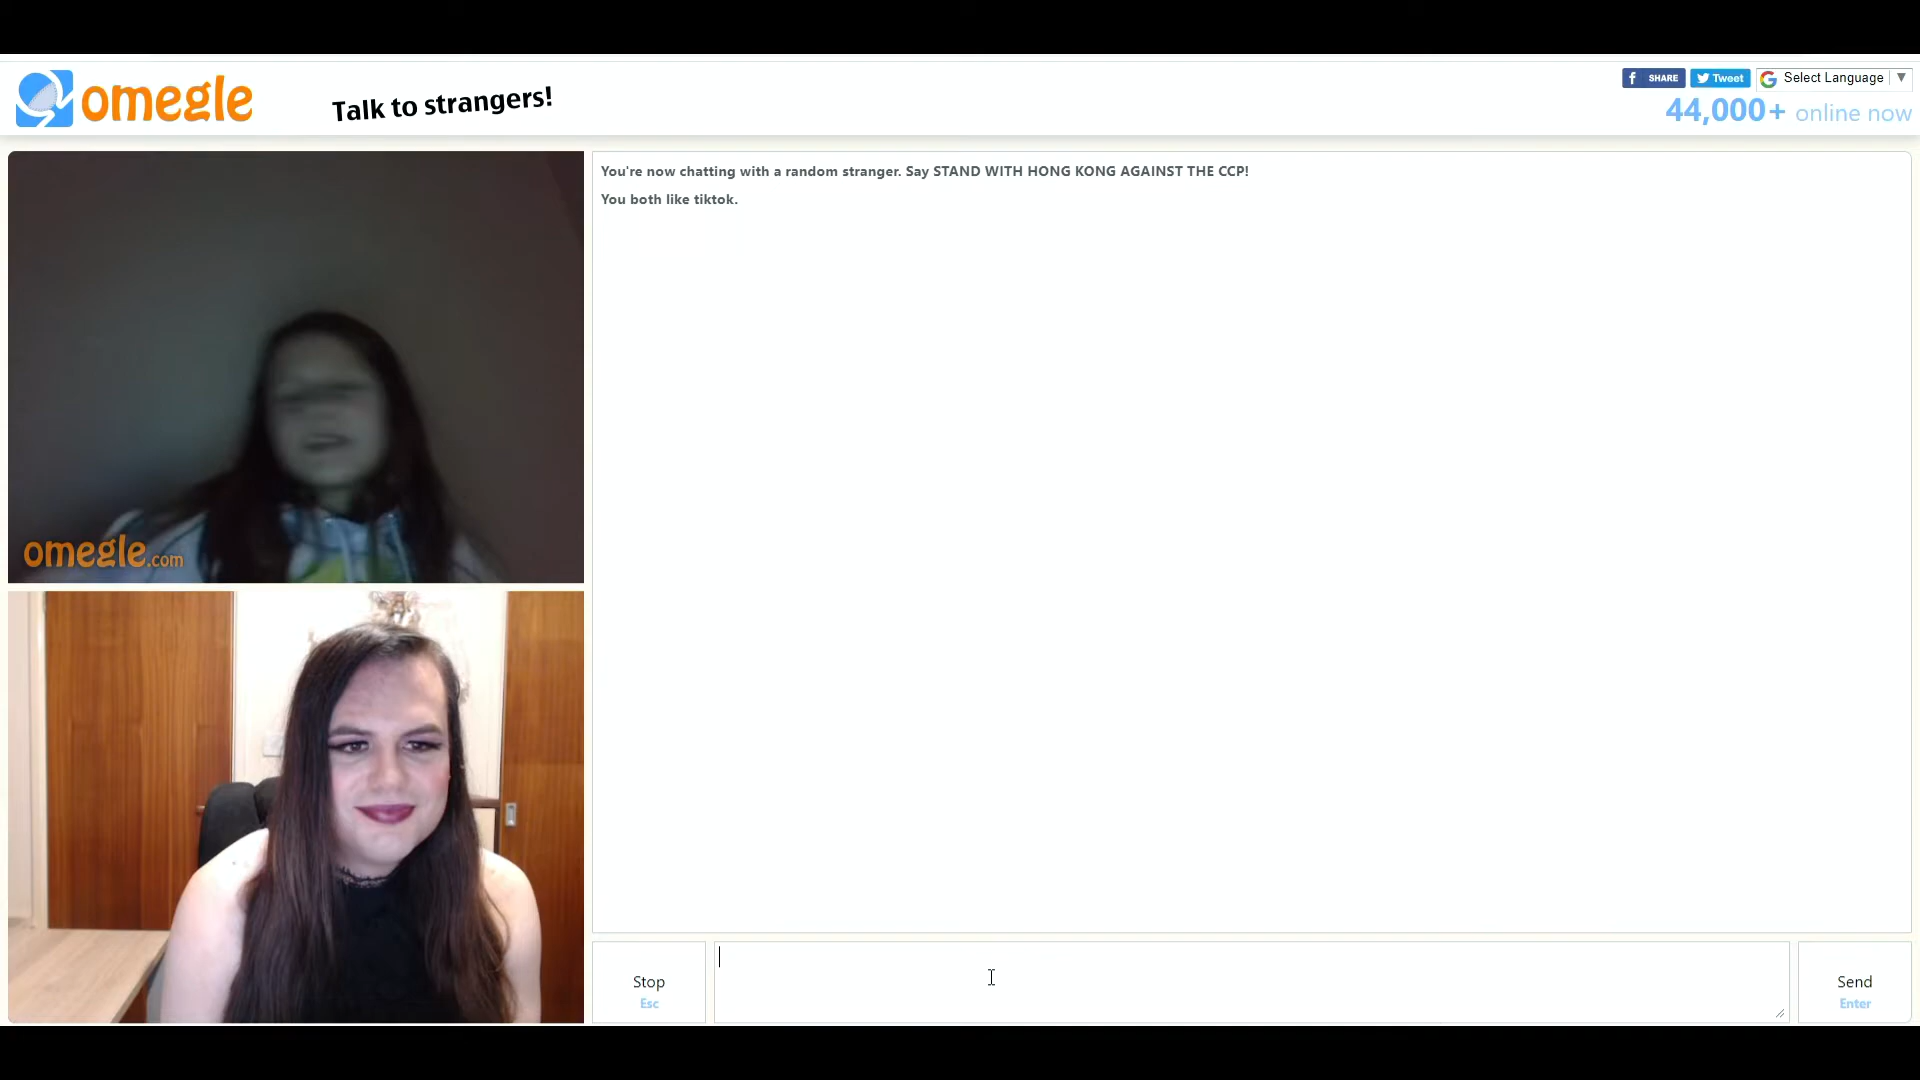 omegle
Talk to strangers!
SHARE
Tweet
Select Language
44,000+ online now
You're now chatting with a random stranger. Say STAND WITH HONG KONG AGAINST THE CCP!
You both like tiktok.
omegle.com
Stop
Esc
Send
Enter